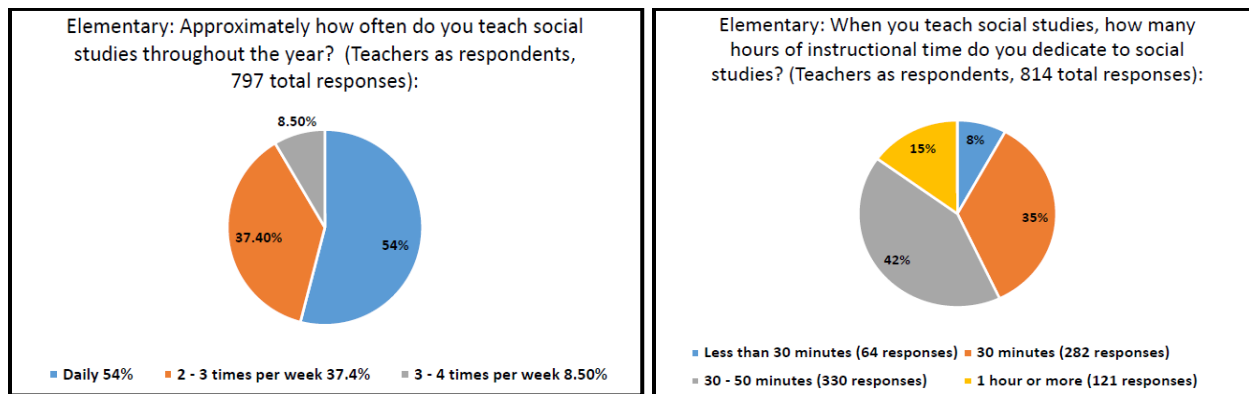 Elementary: Approximately how often do you teach social
studies throughout the year?  (Teachers as respondents,
797 total responses):
8.50%
37.40%
54%
Daily 54%
2 - 3 times per week 37.4%
3 - 4 times per week 8.50%
Elementary: When you teach social studies, how many
hours of instructional time do you dedicate to social
studies? (Teachers as respondents, 814 total responses):
15%
8%
35%
42%
Less than 30 minutes (64 responses)
30 minutes (282 responses)
30 - 50 minutes (330 responses)
1 hour or more (121 responses)